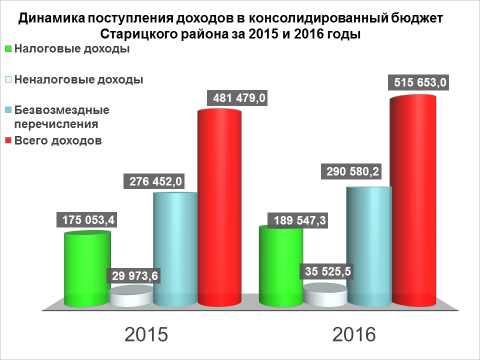 Динамика поступления доходов в консолидированный бюджет
Старицкого района за 2015 и 2016 годы
Налоговые доходы
Неналоговые доходы
Безвозмездные
перечисления
Всего доходов
175 053,4
29 973,6
276 452,0
481 479,0
189 547,3
35 525,5
290 580,2
515 653,0
2015
2016